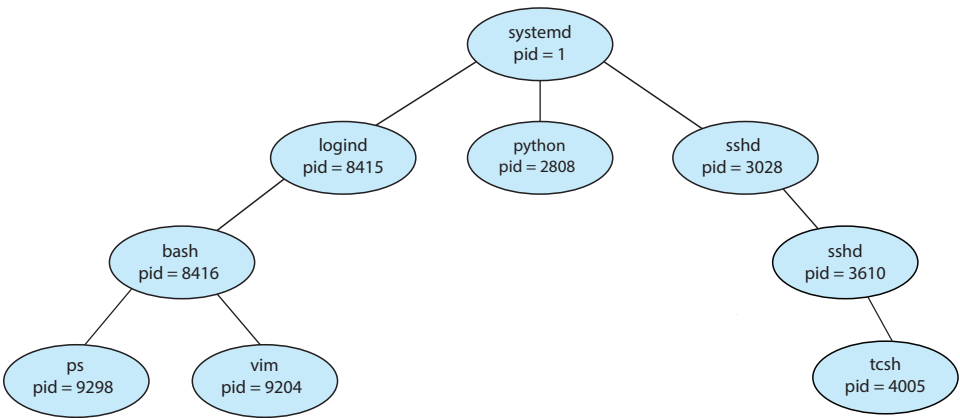 systemd
pid = 1
logind
pid = 8415
python
pid = 2808
sshd
pid = 3028
bash
pid = 8416
sshd
pid = 3610
ps
pid = 9298
vim
pid = 9204
tcsh
pid = 4005